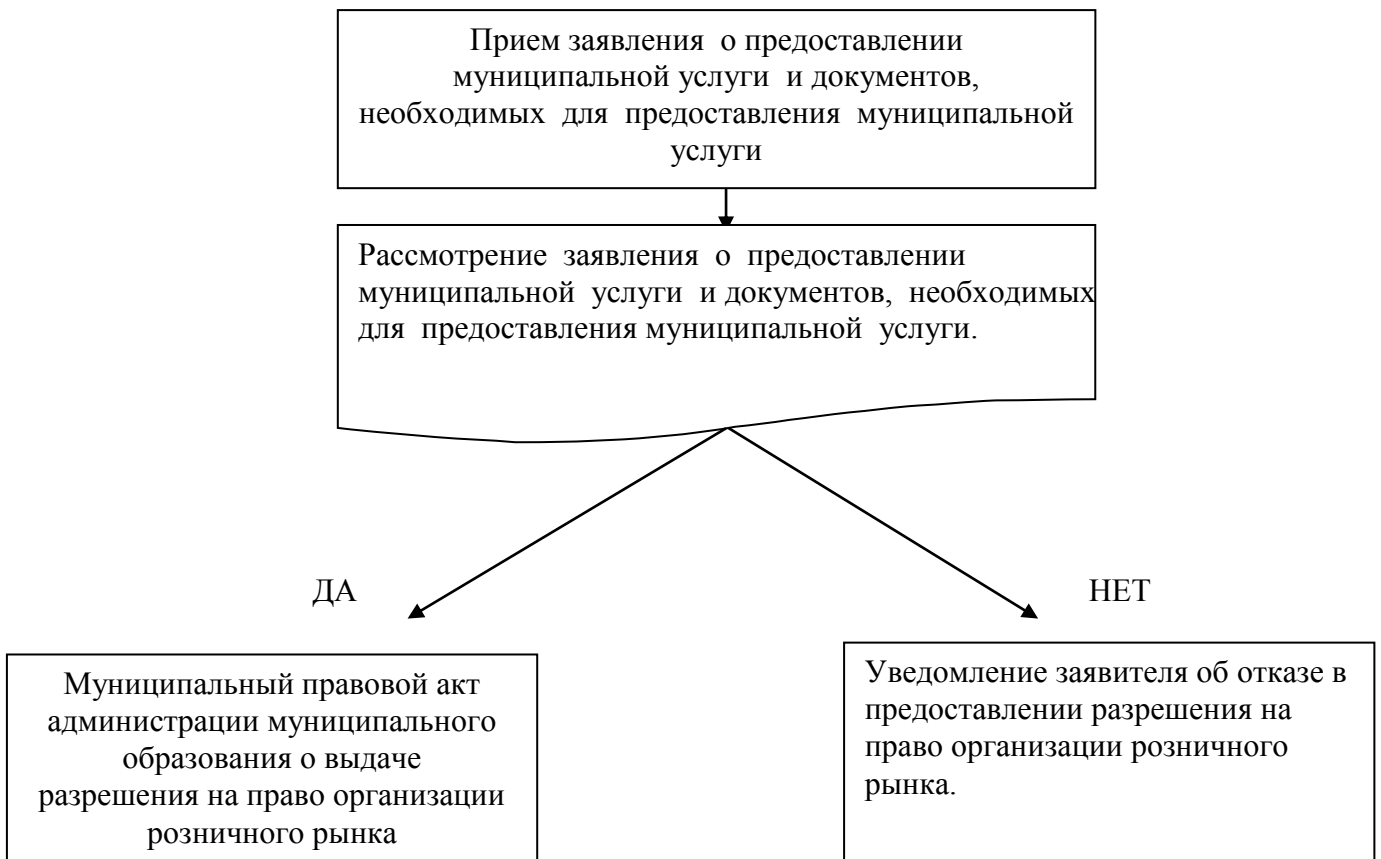 Прием заявления о предоставлении
муниципальной услуги и документов,
необходимых для предоставления муниципальной
услуги
Рассмотрение заявления о предоставлении
муниципальной услуги и документов, необходимых
для предоставления муниципальной услуги.
ДА
НЕТ
Муниципальный правовой акт
администрации муниципального
образования о выдаче
разрешения на право организации
розничного рынка
Уведомление заявителя об отказе в
предоставлении разрешения на
право организации розничного
рынка.